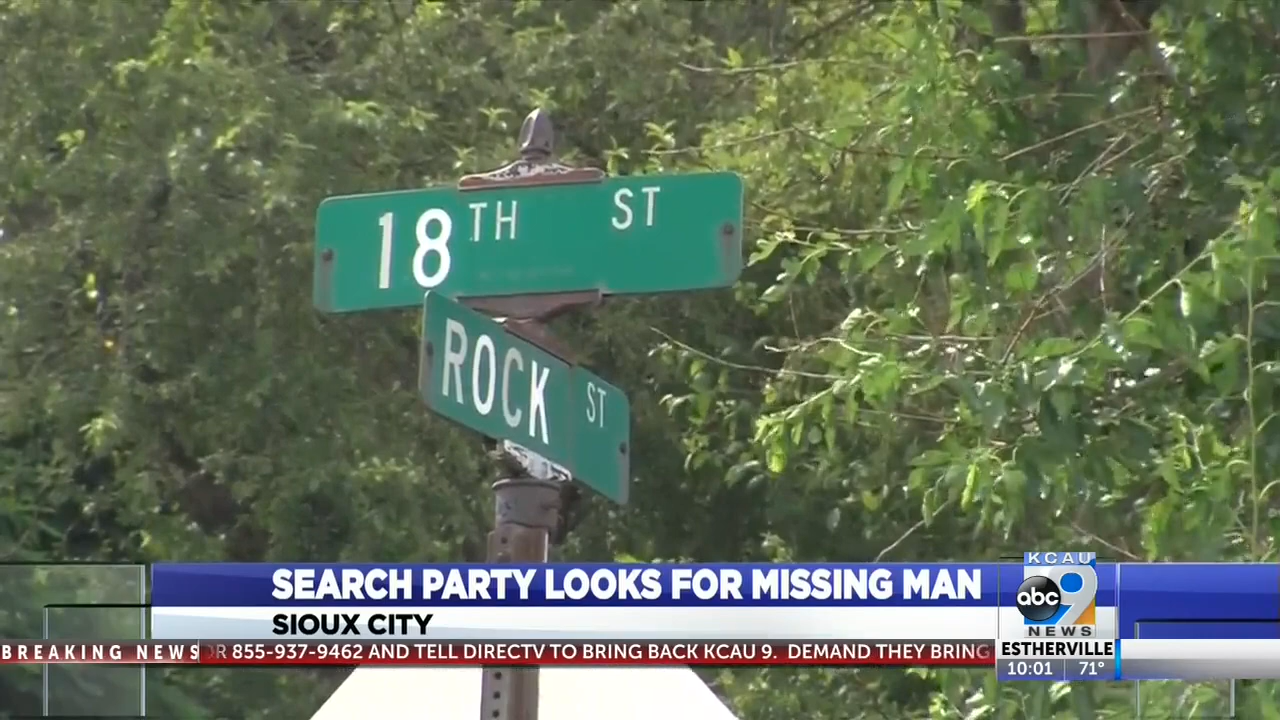 18TH ST
ROCK ST
SEARCH PARTY LOOKS FOR MISSING MAN
SIOUX CITY
KCAU
abc 9
NEWS
BREAKING NEWS
855-937-9462 AND TELL DIRECTV TO BRING BACK KCAU 9. DEMAND THEY BRING
ESTHERVILLE
10:01 71°